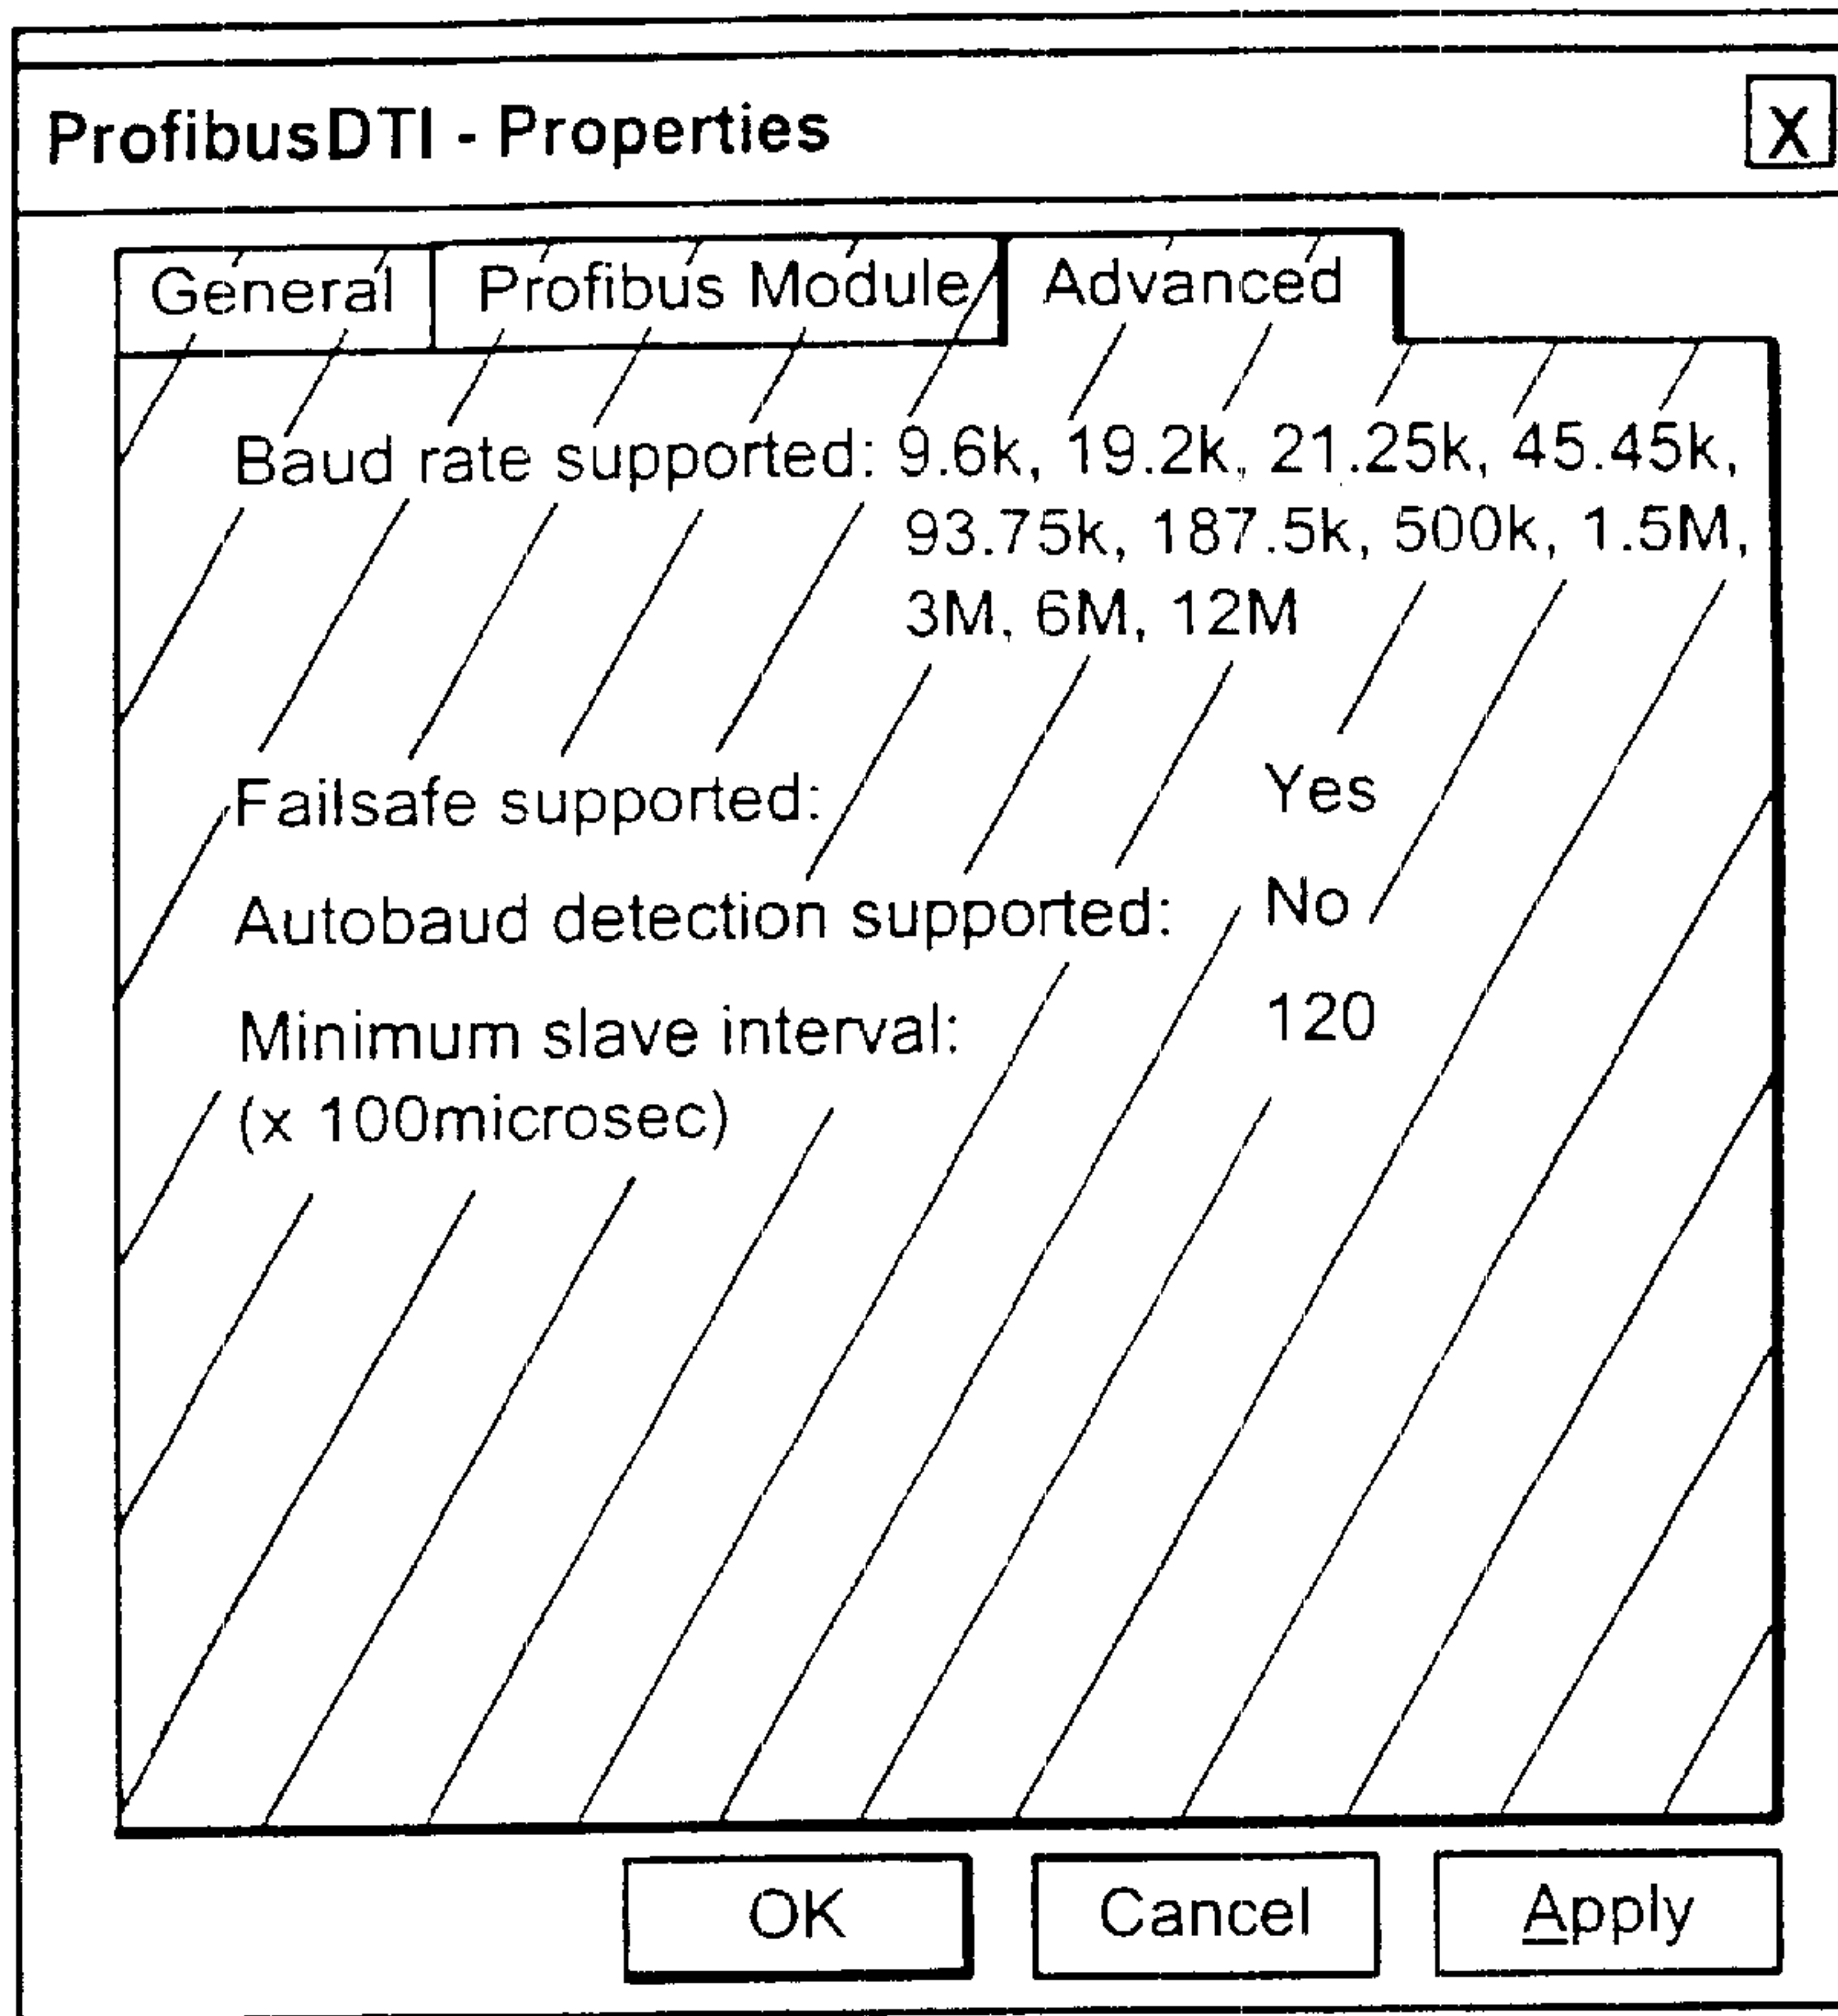 ProfibusDTI - Properties X
General Profibus Module Advanced
Baud rate supported: 9.6k, 19.2k, 21.25k, 45.45k,
93.75k, 187.5k, 500k, 1.5M,
3M, 6M, 12M
Failsafe supported: Yes
Autobaud detection supported: No
Minimum slave interval: 120
(x 100microsec)
OK Cancel Apply